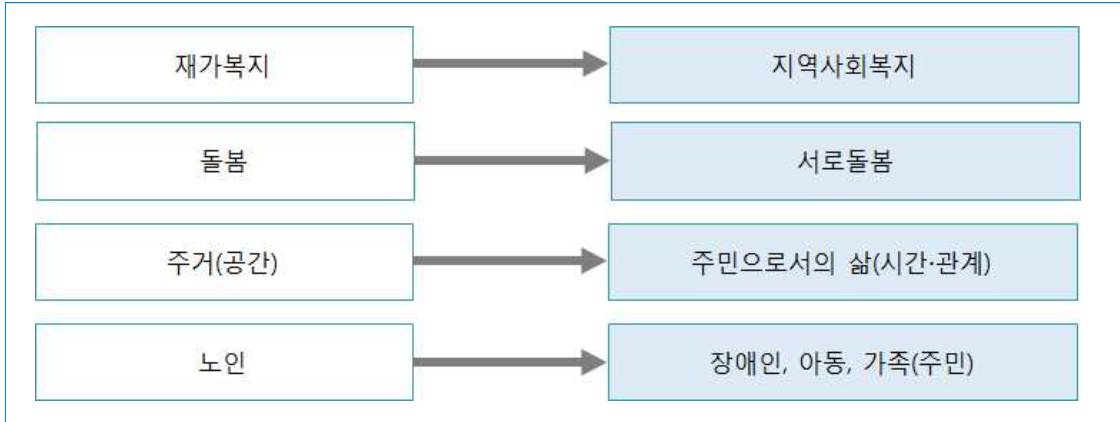 재가복지
지역사회복지
돌봄
서로돌봄
주거(공간)
주민으로서의 삶(시간·관계)
노인
장애인, 아동, 가족(주민)